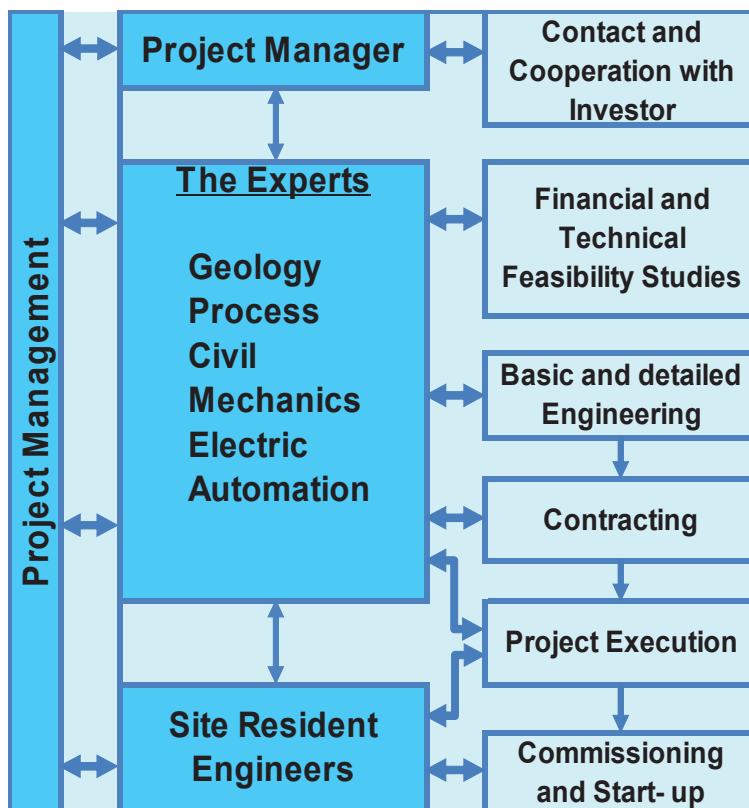 Project Management
Project Manager
Contact and
Cooperation with
Investor
The Experts
Geology
Process
Civil
Mechanics
Electric
Automation
Financial and
Technical
Feasibility Studies
Basic and detailed
Engineering
Contracting
Project Execution
Site Resident
Engineers
Commissioning
and Start- up